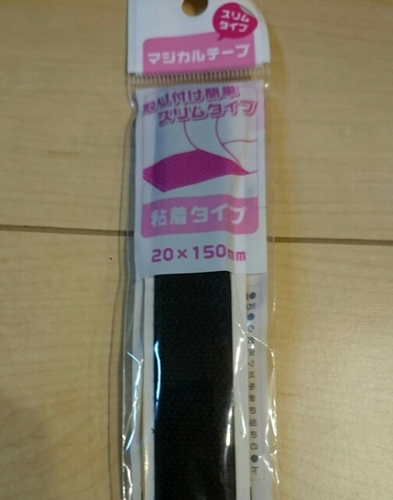 スリム
タイプ
マジカルテープ
取り付け簡単
スリムタイプ
粘着タイプ
20×150mm